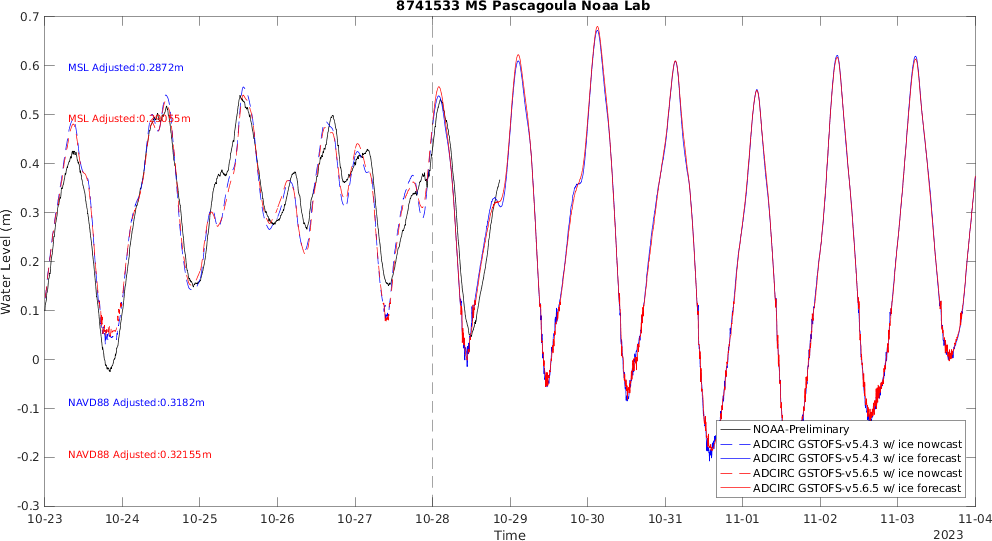 8741533 MS Pascagoula Noaa Lab
0.7
0.6
0.5
0.4
0.3
0.2
0.1
0
-0.1
-0.2
-0.3
Water Level (m)
MSL Adjusted:0.2872m
MSL Adjusted:
NAVD88 Adjusted:0.3182m
NAVD88 Adjusted:0.32155m
NOAA-Preliminary
ADCIRC GSTOFS-v5.4.3 w/ ice nowcast
ADCIRC GSTOFS-v5.4.3 w/ ice forecast
ADCIRC GSTOFS-v5.6.5 w/ ice nowcast
ADCIRC GSTOFS-v5.6.5 w/ ice forecast
10-23 10-24 10-25 10-26 10-27 10-28 10-29 10-30 10-31 11-01 11-02 11-03 11-04
Time
2023